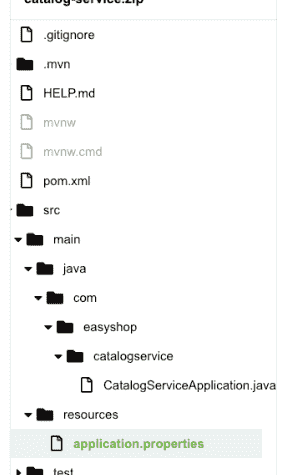 catalog-service.zip
.gitignore
.mvn
HELP.md
mvnw
mvnw.cmd
pom.xml
src
main
java
com
easyshop
catalogservice
CatalogServiceApplication.java
resources
application.properties
test